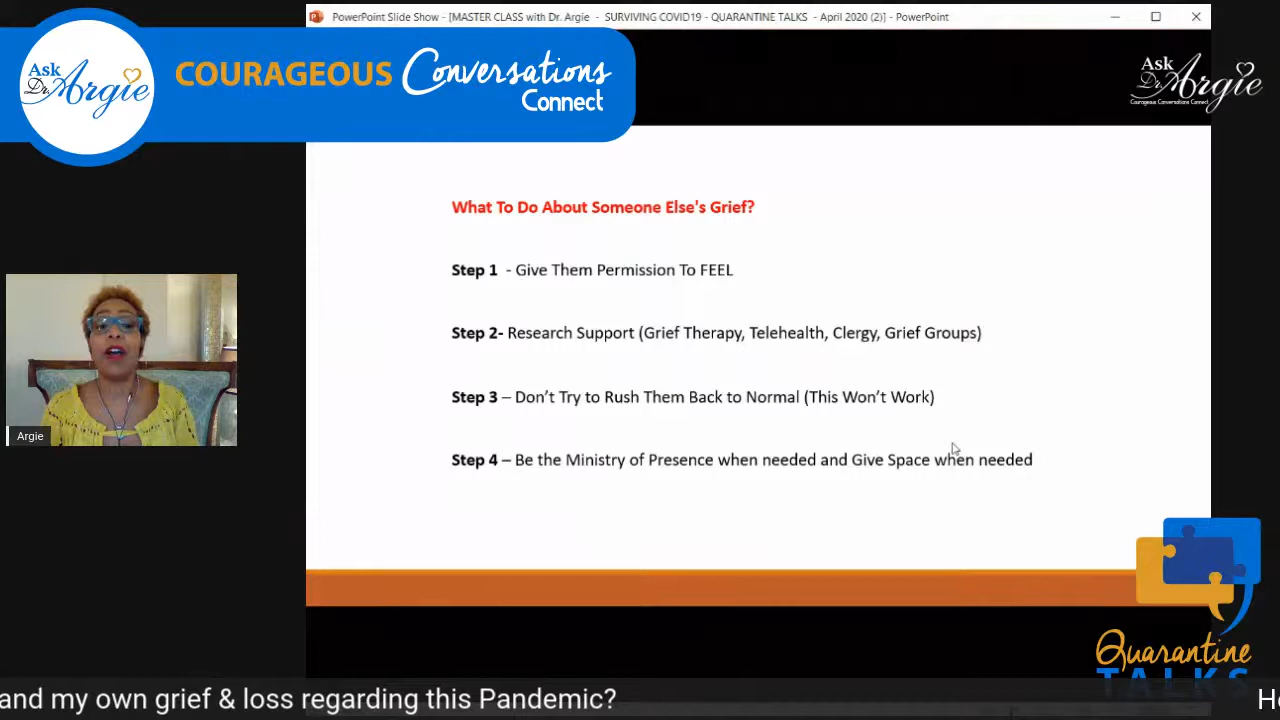 PowerPoint Slide Show - [MASTER CLASS with Dr. Argie - SURVIVING COVID19 - QUARANTINE TALKS - April 2020 (2)] - PowerPoint
Ask
Dr. Argie
COURAGEOUS Conversations
Connect
Ask
Dr. Argie
Courageous Conversations Connect
What To Do About Someone Else's Grief?
Step 1 - Give Them Permission To FEEL
Step 2- Research Support (Grief Therapy, Telehealth, Clergy, Grief Groups)
Step 3 – Don't Try to Rush Them Back to Normal (This Won't Work)
Step 4 – Be the Ministry of Presence when needed and Give Space when needed
Argie
Quarantine
TALKS
and my own grief & loss regarding this Pandemic?